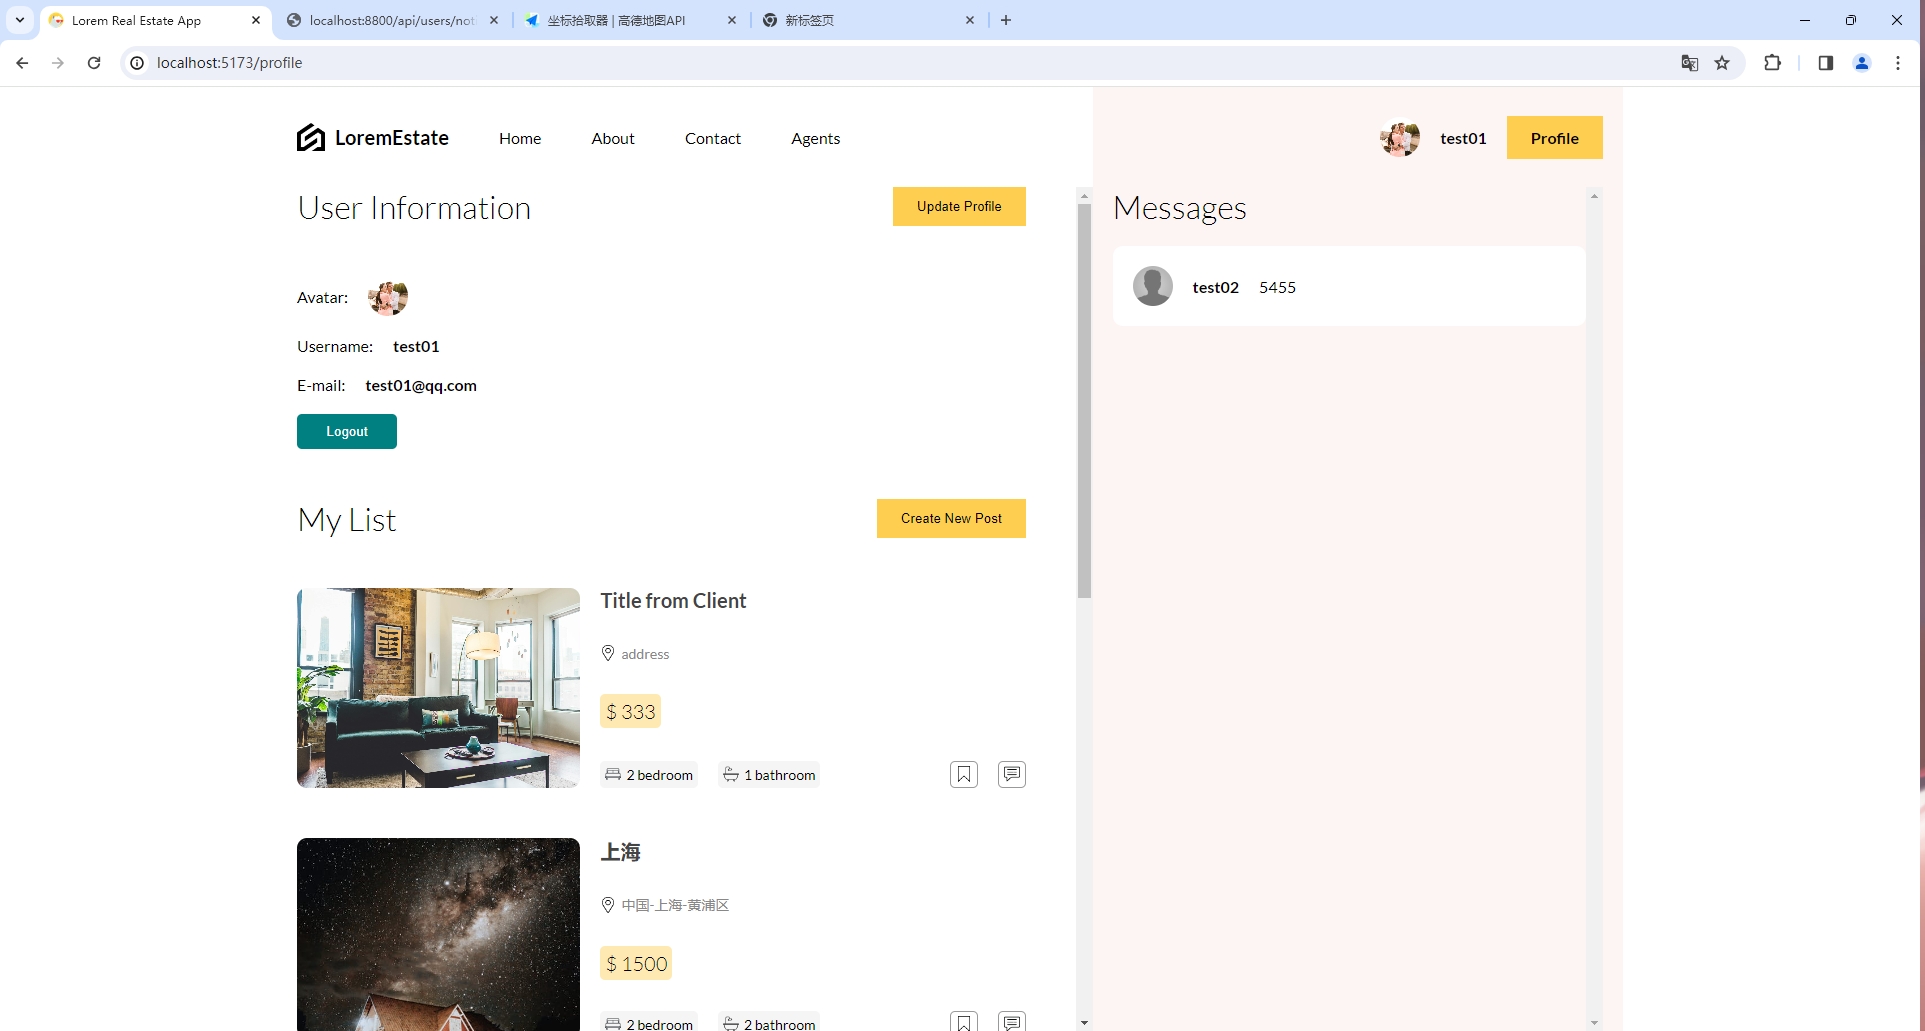 Lorem Real Estate App
localhost:8800/api/users/not
坐标拾取器 | 高德地图API
新标签页
localhost:5173/profile
LoremEstate
Home
About
Contact
Agents
test01
Profile
User Information
Update Profile
Avatar:
Username: test01
E-mail: test01@qq.com
Logout
My List
Create New Post
Title from Client
address
$ 333
2 bedroom
1 bathroom
上海
中国-上海-黄浦区
$ 1500
2 bedroom
2 bathroom
Messages
test02 5455